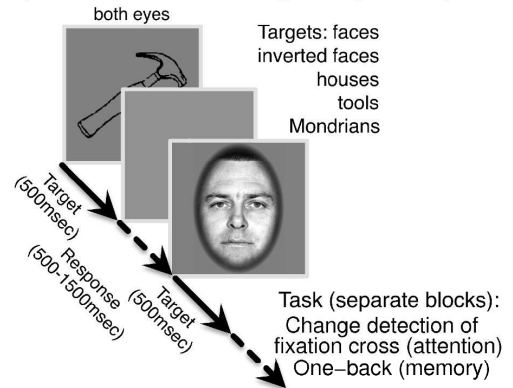 both eyes
Targets: faces
inverted faces
houses
tools
Mondrians
Target
(500msec)
Response
(500-1500msec)
Target
(500msec)
Task (separate blocks):
Change detection of
fixation cross (attention)
One−back (memory)